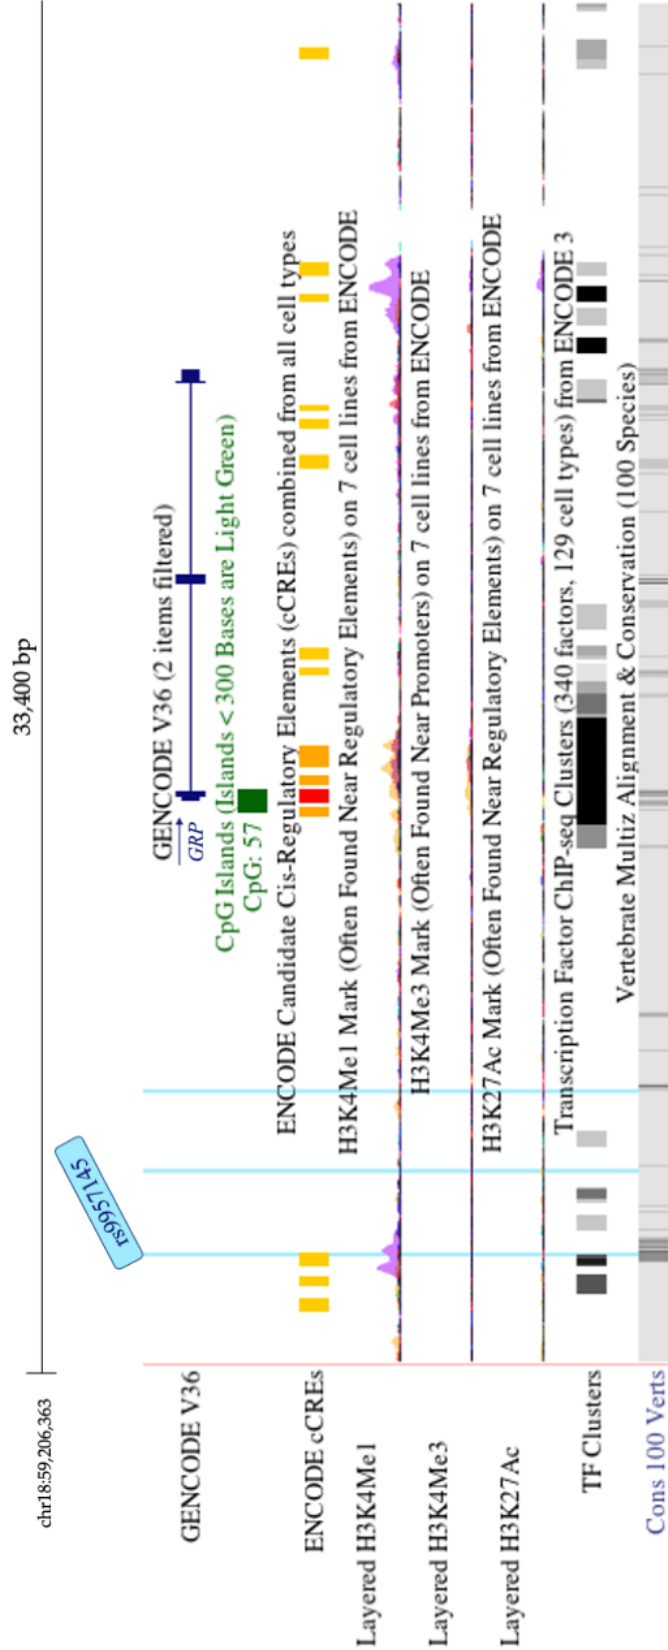 33,400 bp
chr18:59,206,363
rs9957145
GENCODE V36 (2 items filtered)
GENCODE V36
GRP
CpG Islands (Islands < 300 Bases are Light Green)
CpG: 57
ENCODE Candidate Cis-Regulatory Elements (cCREs) combined from all cell types
ENCODE cCREs
H3K4Me1 Mark (Often Found Near Regulatory Elements) on 7 cell lines from ENCODE
Layered H3K4Me1
H3K4Me3 Mark (Often Found Near Promoters) on 7 cell lines from ENCODE
Layered H3K4Me3
H3K27Ac Mark (Often Found Near Regulatory Elements) on 7 cell lines from ENCODE
Layered H3K27Ac
Transcription Factor ChIP-seq Clusters (340 factors, 129 cell types) from ENCODE 3
TF Clusters
Vertebrate Multiz Alignment & Conservation (100 Species)
Cons 100 Verts